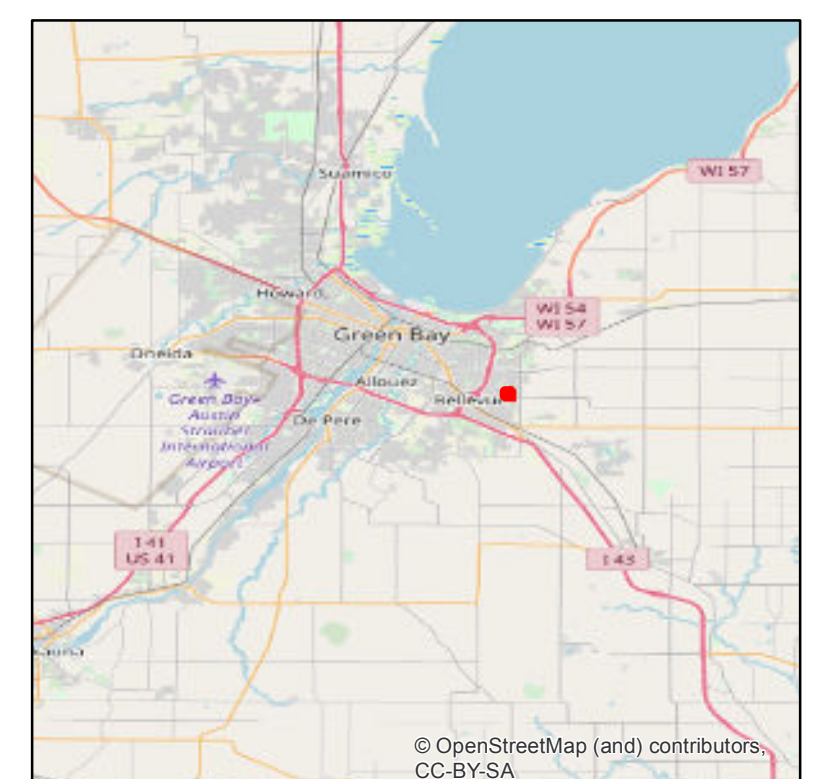 Suamico
WI 57
Howard
WI 54
WI 57
Green Bay
Oneida
Allouez
Green Bay-
Austin
Straubel
International
Airport
Bellevue
De Pere
I 41
US 41
I 43
© OpenStreetMap (and) contributors,
CC-BY-SA